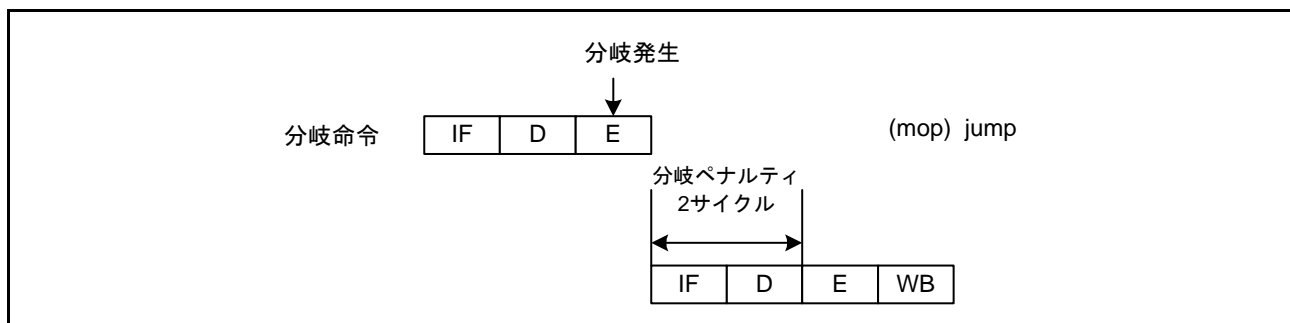 分岐発生
分岐命令 IF D E (mop) jump
分岐ペナルティ
2サイクル
IF D E WB